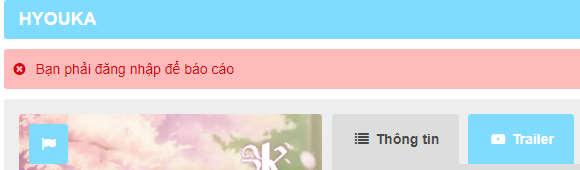 HYOUKA
Bạn phải đăng nhập để báo cáo
Thông tin
Trailer